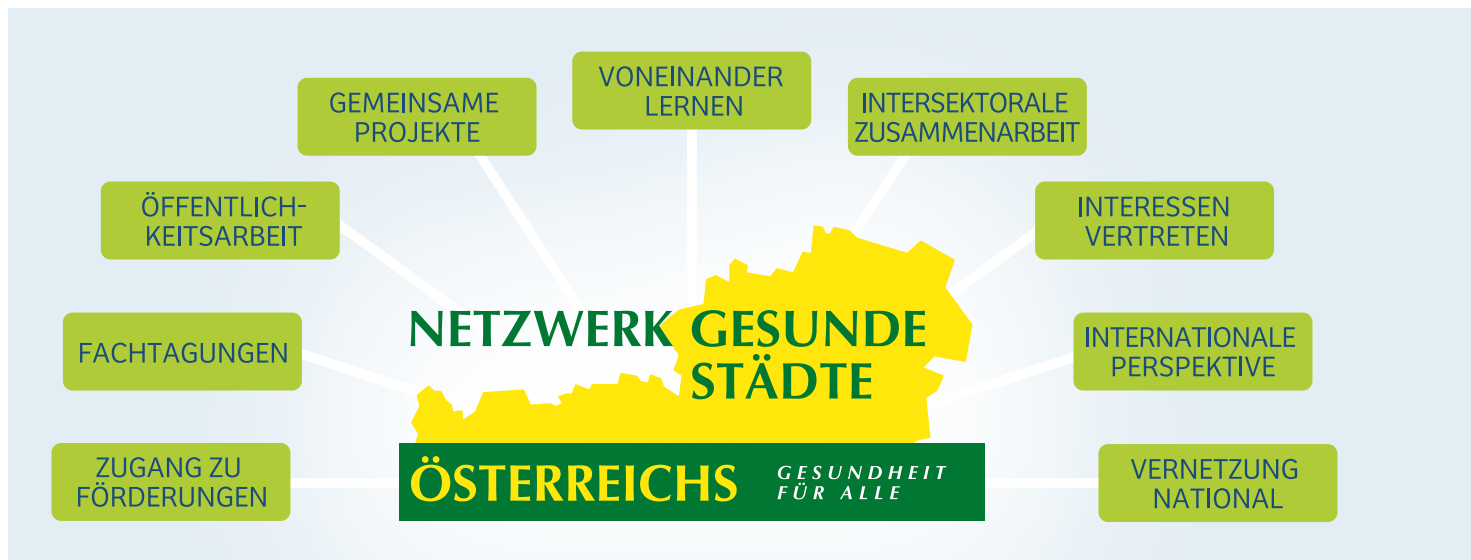 VONEINANDER
LERNEN
GEMEINSAME
PROJEKTE
INTERSEKTORALE
ZUSAMMENARBEIT
ÖFFENTLICH-
KEITSARBEIT
INTERESSEN
VERTRETEN
FACHTAGUNGEN
INTERNATIONALE
PERSPEKTIVE
ZUGANG ZU
FÖRDERUNGEN
VERNETZUNG
NATIONAL
NETZWERK GESUNDE
STÄDTE
ÖSTERREICHS
GESUNDHEIT
FÜR ALLE